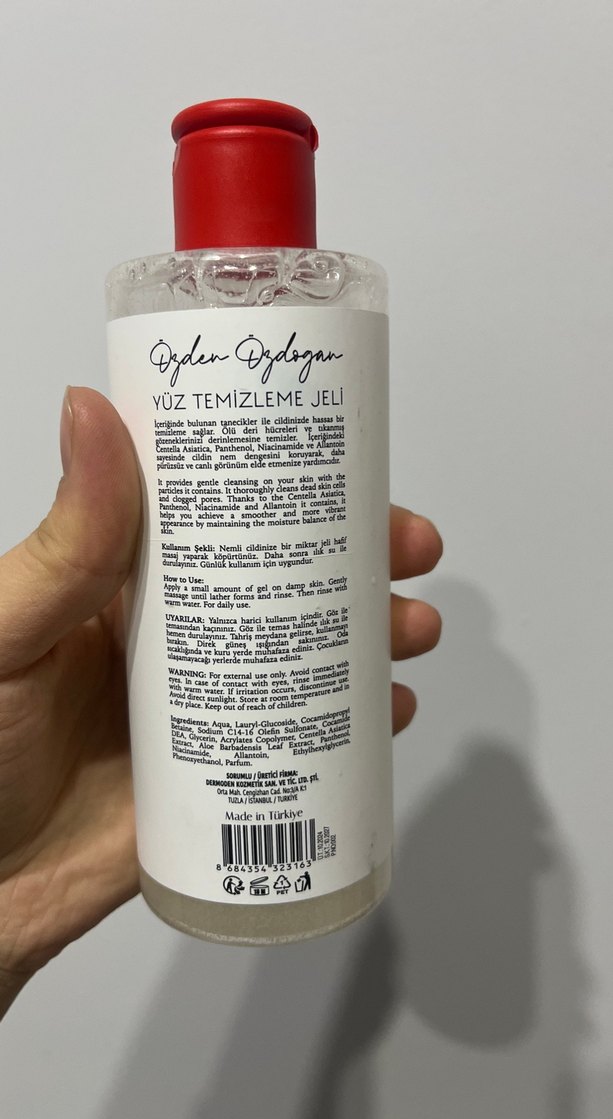 Özden Özdogan
YÜZ TEMİZLEME JELİ
İçeriğinde bulunan tanecikler ile cildinizde hassas bir
temizleme sağlar. Ölü deri hücreleri ve tıkanmış
gözeneklerinizi derinlemesine temizler. İçeriğindeki
Centella Asiatica, Panthenol, Niacinamide ve Allantoin
sayesinde cildin nem dengesini koruyarak, daha
pürüzsüz ve canlı görünüm elde etmenize yardımcıdır.
It provides gentle cleansing on your skin with the
particles it contains. It thoroughly cleans dead skin cells
and clogged pores. Thanks to the Centella Asiatica,
Panthenol, Niacinamide and Allantoin it contains, it
helps you achieve a smoother and more vibrant
appearance by maintaining the moisture balance of the
skin.
Kullanım Şekli: Nemli cildinize bir miktar jeli hafif
masaj yaparak köpürtünüz. Daha sonra ılık su ile
durulayınız. Günlük kullanım için uygundur.
How to Use:
Apply a small amount of gel on damp skin. Gently
massage until lather forms and rinse. Then rinse with
warm water. For daily use.
UYARILAR: Yalnızca harici kullanım içindir. Göz ile
temasından kaçınınız. Göz ile temas halinde ılık su ile
hemen durulayınız. Tahriş meydana gelirse, kullanmayı
bırakın. Direk güneş ışığından sakınınız. Oda
sıcaklığında ve kuru yerde muhafaza ediniz. Çocukların
ulaşamayacağı yerlerde muhafaza ediniz.
WARNING: For external use only. Avoid contact with
eyes. In case of contact with eyes, rinse immediately
with warm water. If irritation occurs, discontinue use.
Avoid direct sunlight. Store at room temperature and in
a dry place. Keep out of reach of children.
Ingredients: Aqua, Lauryl-Glucoside, Cocamidopropyl
Betaine, Sodium C14-16 Olefin Sulfonate, Cocamide
DEA, Glycerin, Acrylates Copolymer, Centella Asiatica
Extract, Aloe Barbadensis Leaf Extract, Panthenol,
Niacinamide, Allantoin, Ethylhexylglycerin,
Phenoxyethanol, Parfum.
SORUMLU / ÜRETİCİ FİRMA:
DERMODEN KOZMETİK SAN. VE TİC. LTD. ŞTİ.
Orta Mah. Cengizhan Cad. No:3/A K:1
TUZLA / İSTANBUL / TÜRKİYE
Made in Türkiye
8 684354 323163
Ü.T.: 10.2024
S.K.T.: 10.2027
PET